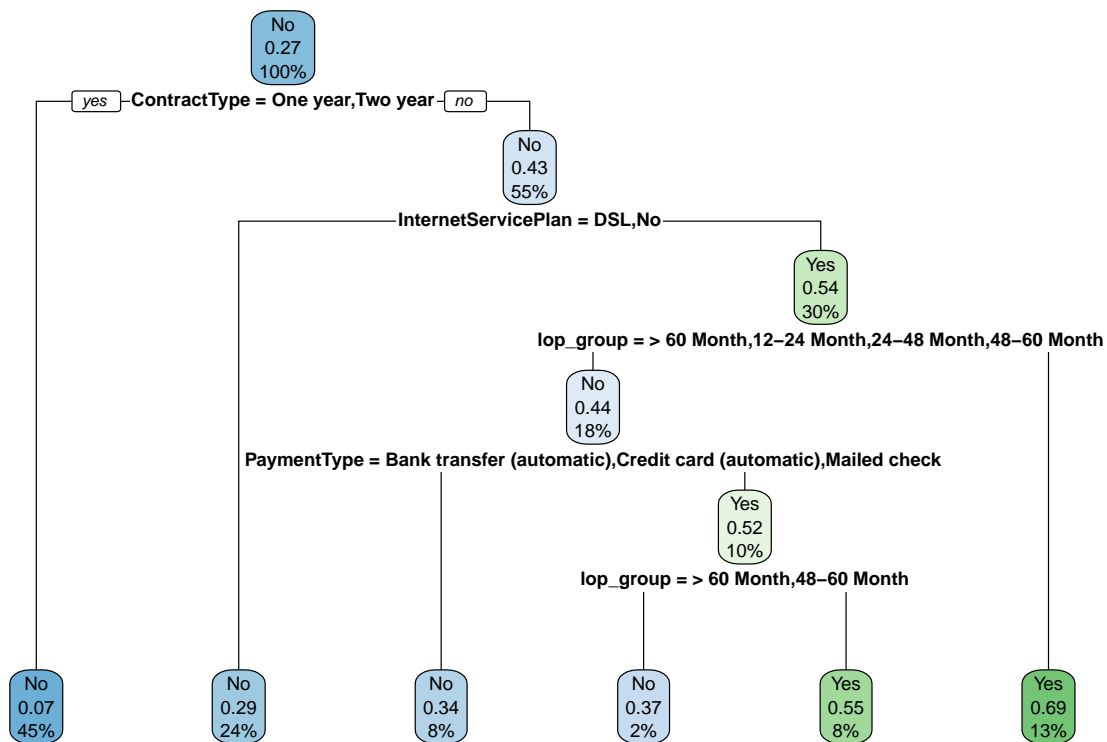 No
0.27
100%
yes ContractType = One year,Two year no
No
0.43
55%
InternetServicePlan = DSL,No
Yes
0.54
30%
lop_group = > 60 Month,12−24 Month,24−48 Month,48−60 Month
No
0.44
18%
PaymentType = Bank transfer (automatic),Credit card (automatic),Mailed check
Yes
0.52
10%
lop_group = > 60 Month,48−60 Month
No
0.07
45%
No
0.29
24%
No
0.34
8%
No
0.37
2%
Yes
0.55
8%
Yes
0.69
13%